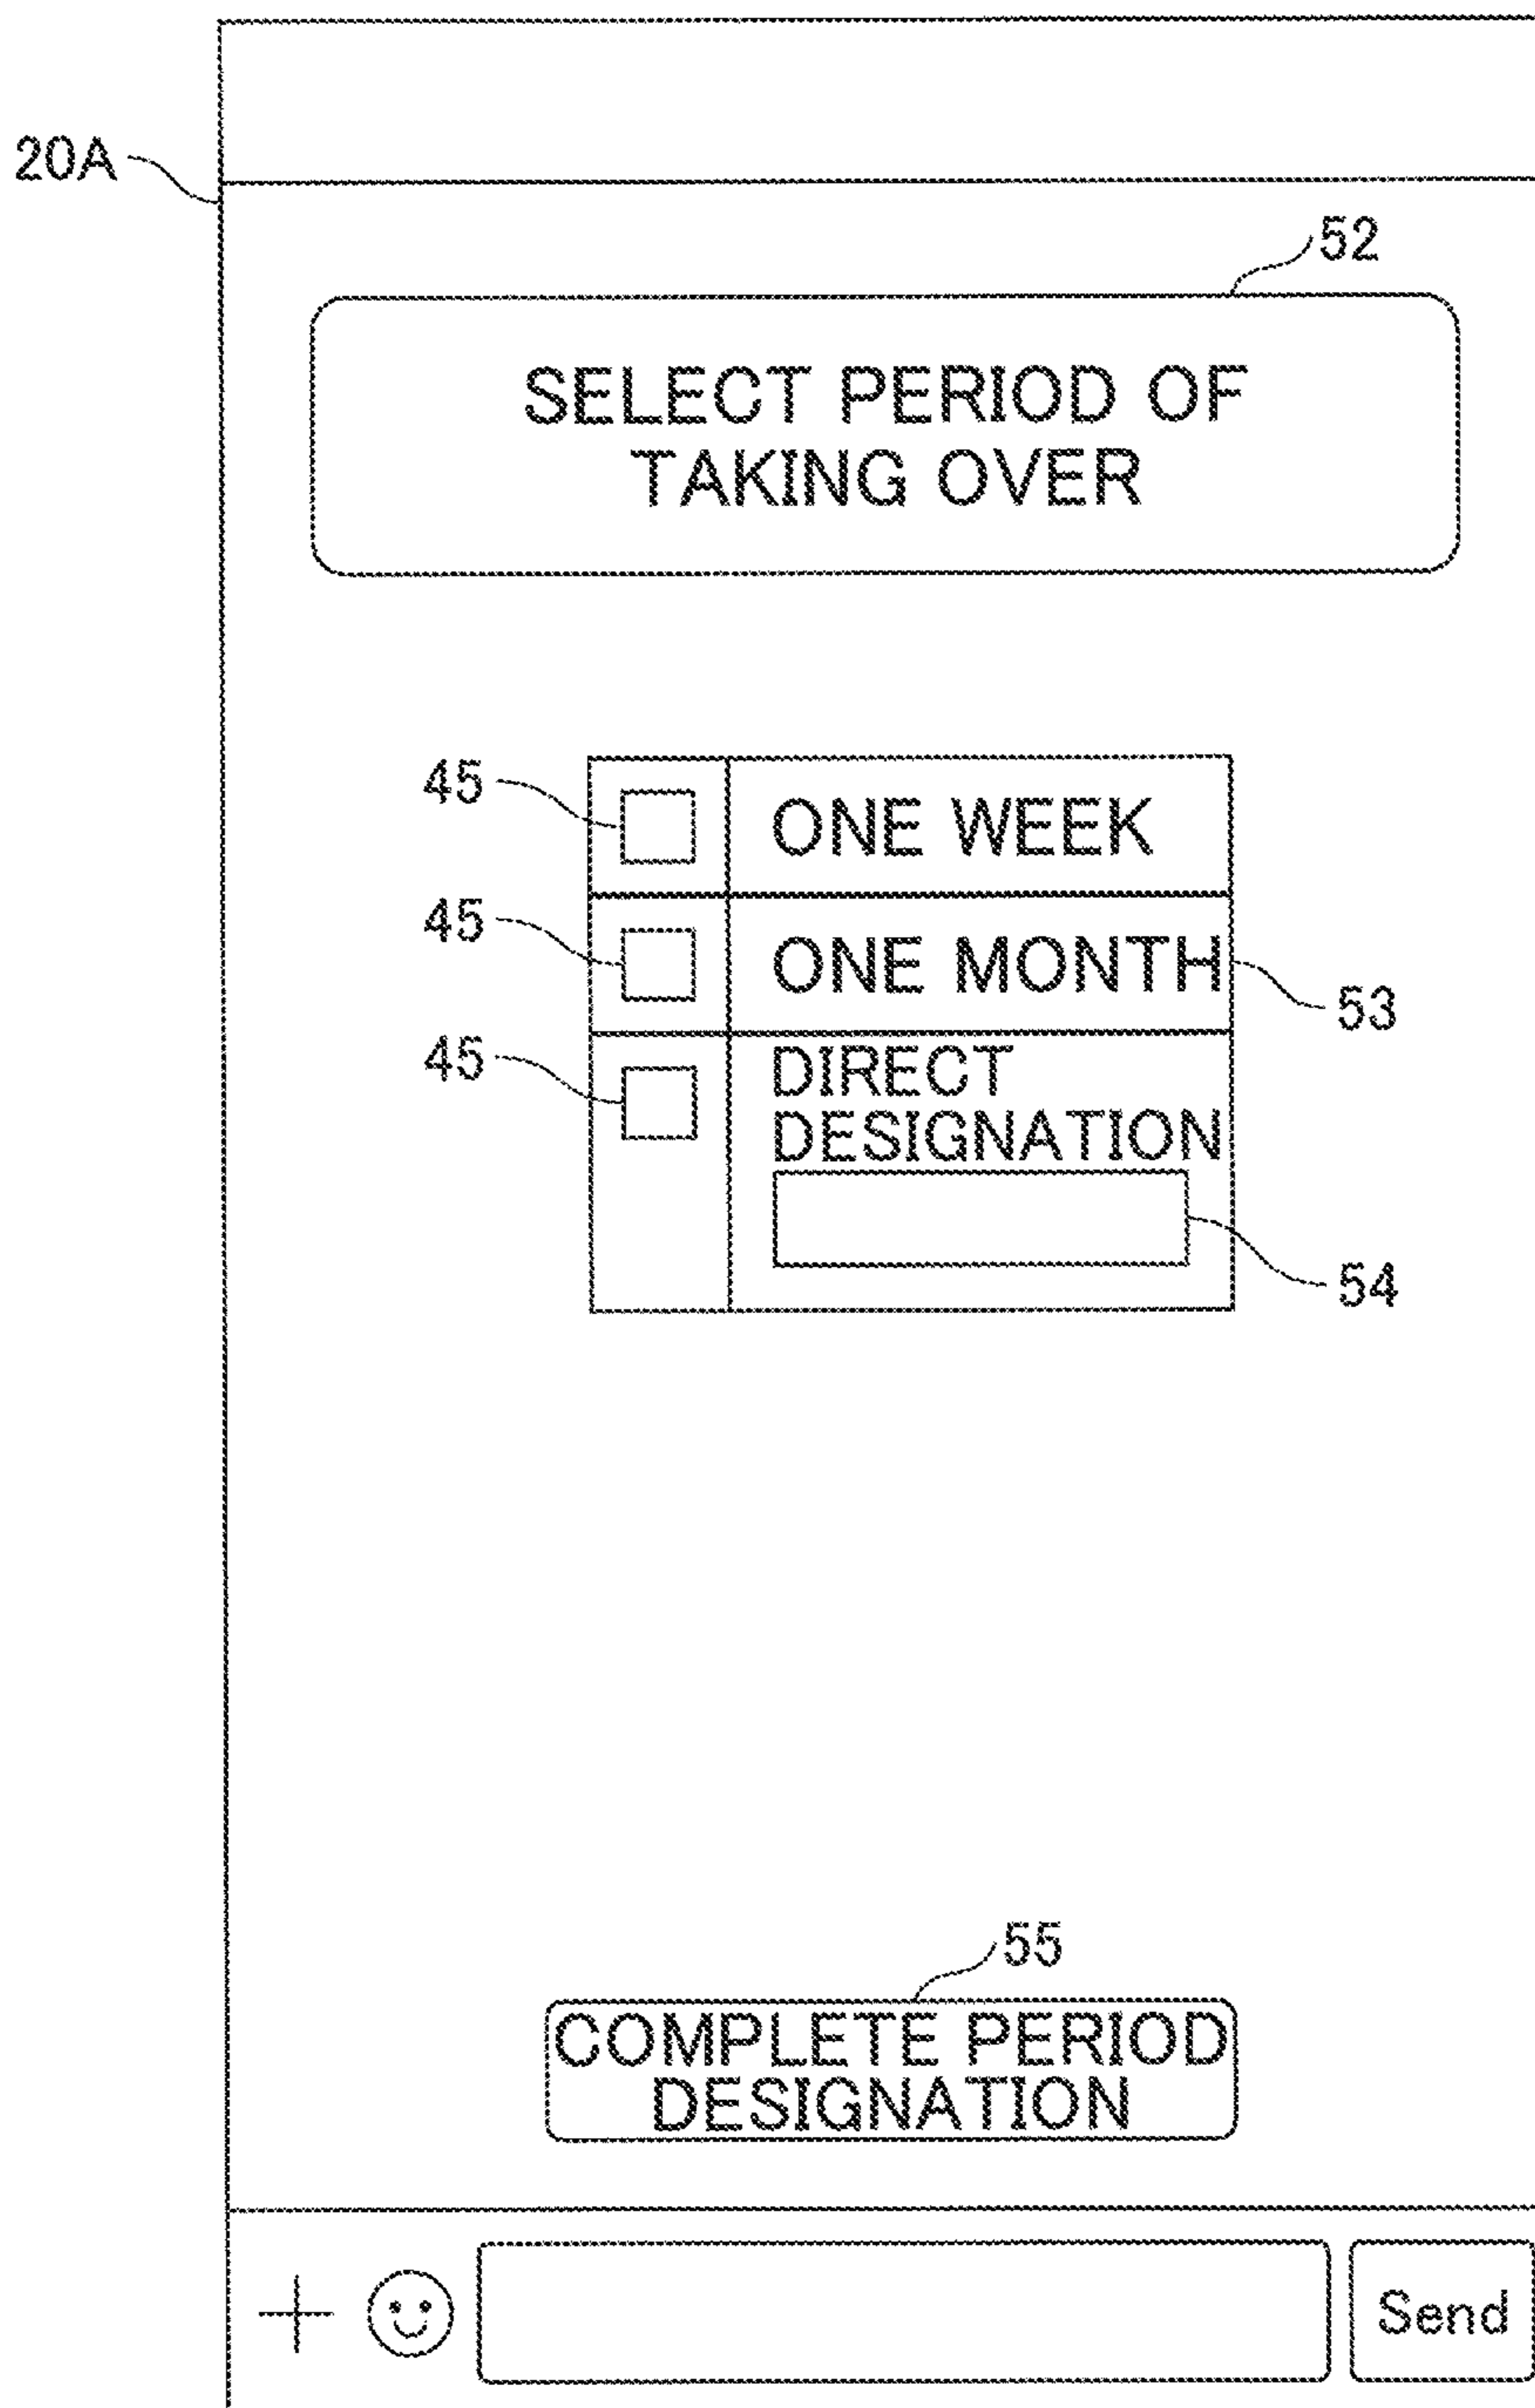 20A
52
SELECT PERIOD OF
TAKING OVER
45
ONE WEEK
45
ONE MONTH
53
45
DIRECT
DESIGNATION
54
55
COMPLETE PERIOD
DESIGNATION
Send